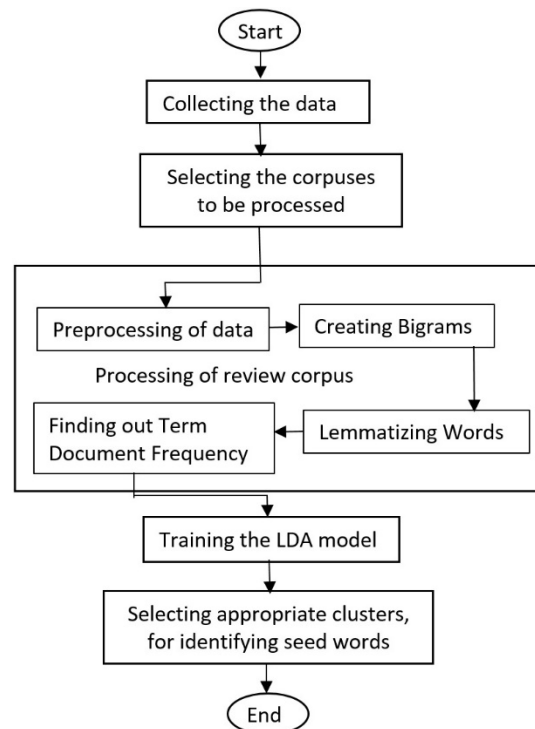 Start
Collecting the data
Selecting the corpuses
to be processed
Preprocessing of data
Creating Bigrams
Processing of review corpus
Lemmatizing Words
Finding out Term
Document Frequency
Training the LDA model
Selecting appropriate clusters,
for identifying seed words
End